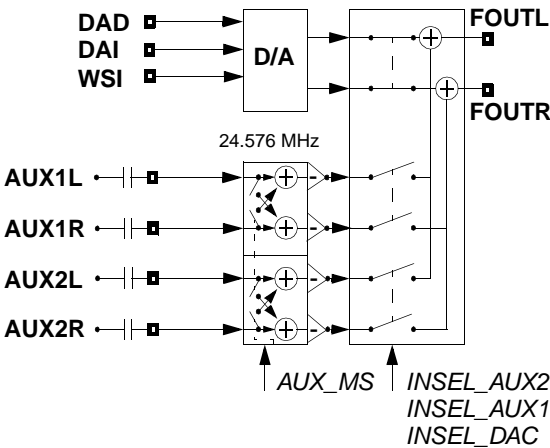 DAD
DAI
WSI
D/A
FOUTL
FOUTR
24.576 MHz
AUX1L
AUX1R
AUX2L
AUX2R
AUX_MS
INSEL_AUX2
INSEL_AUX1
INSEL_DAC